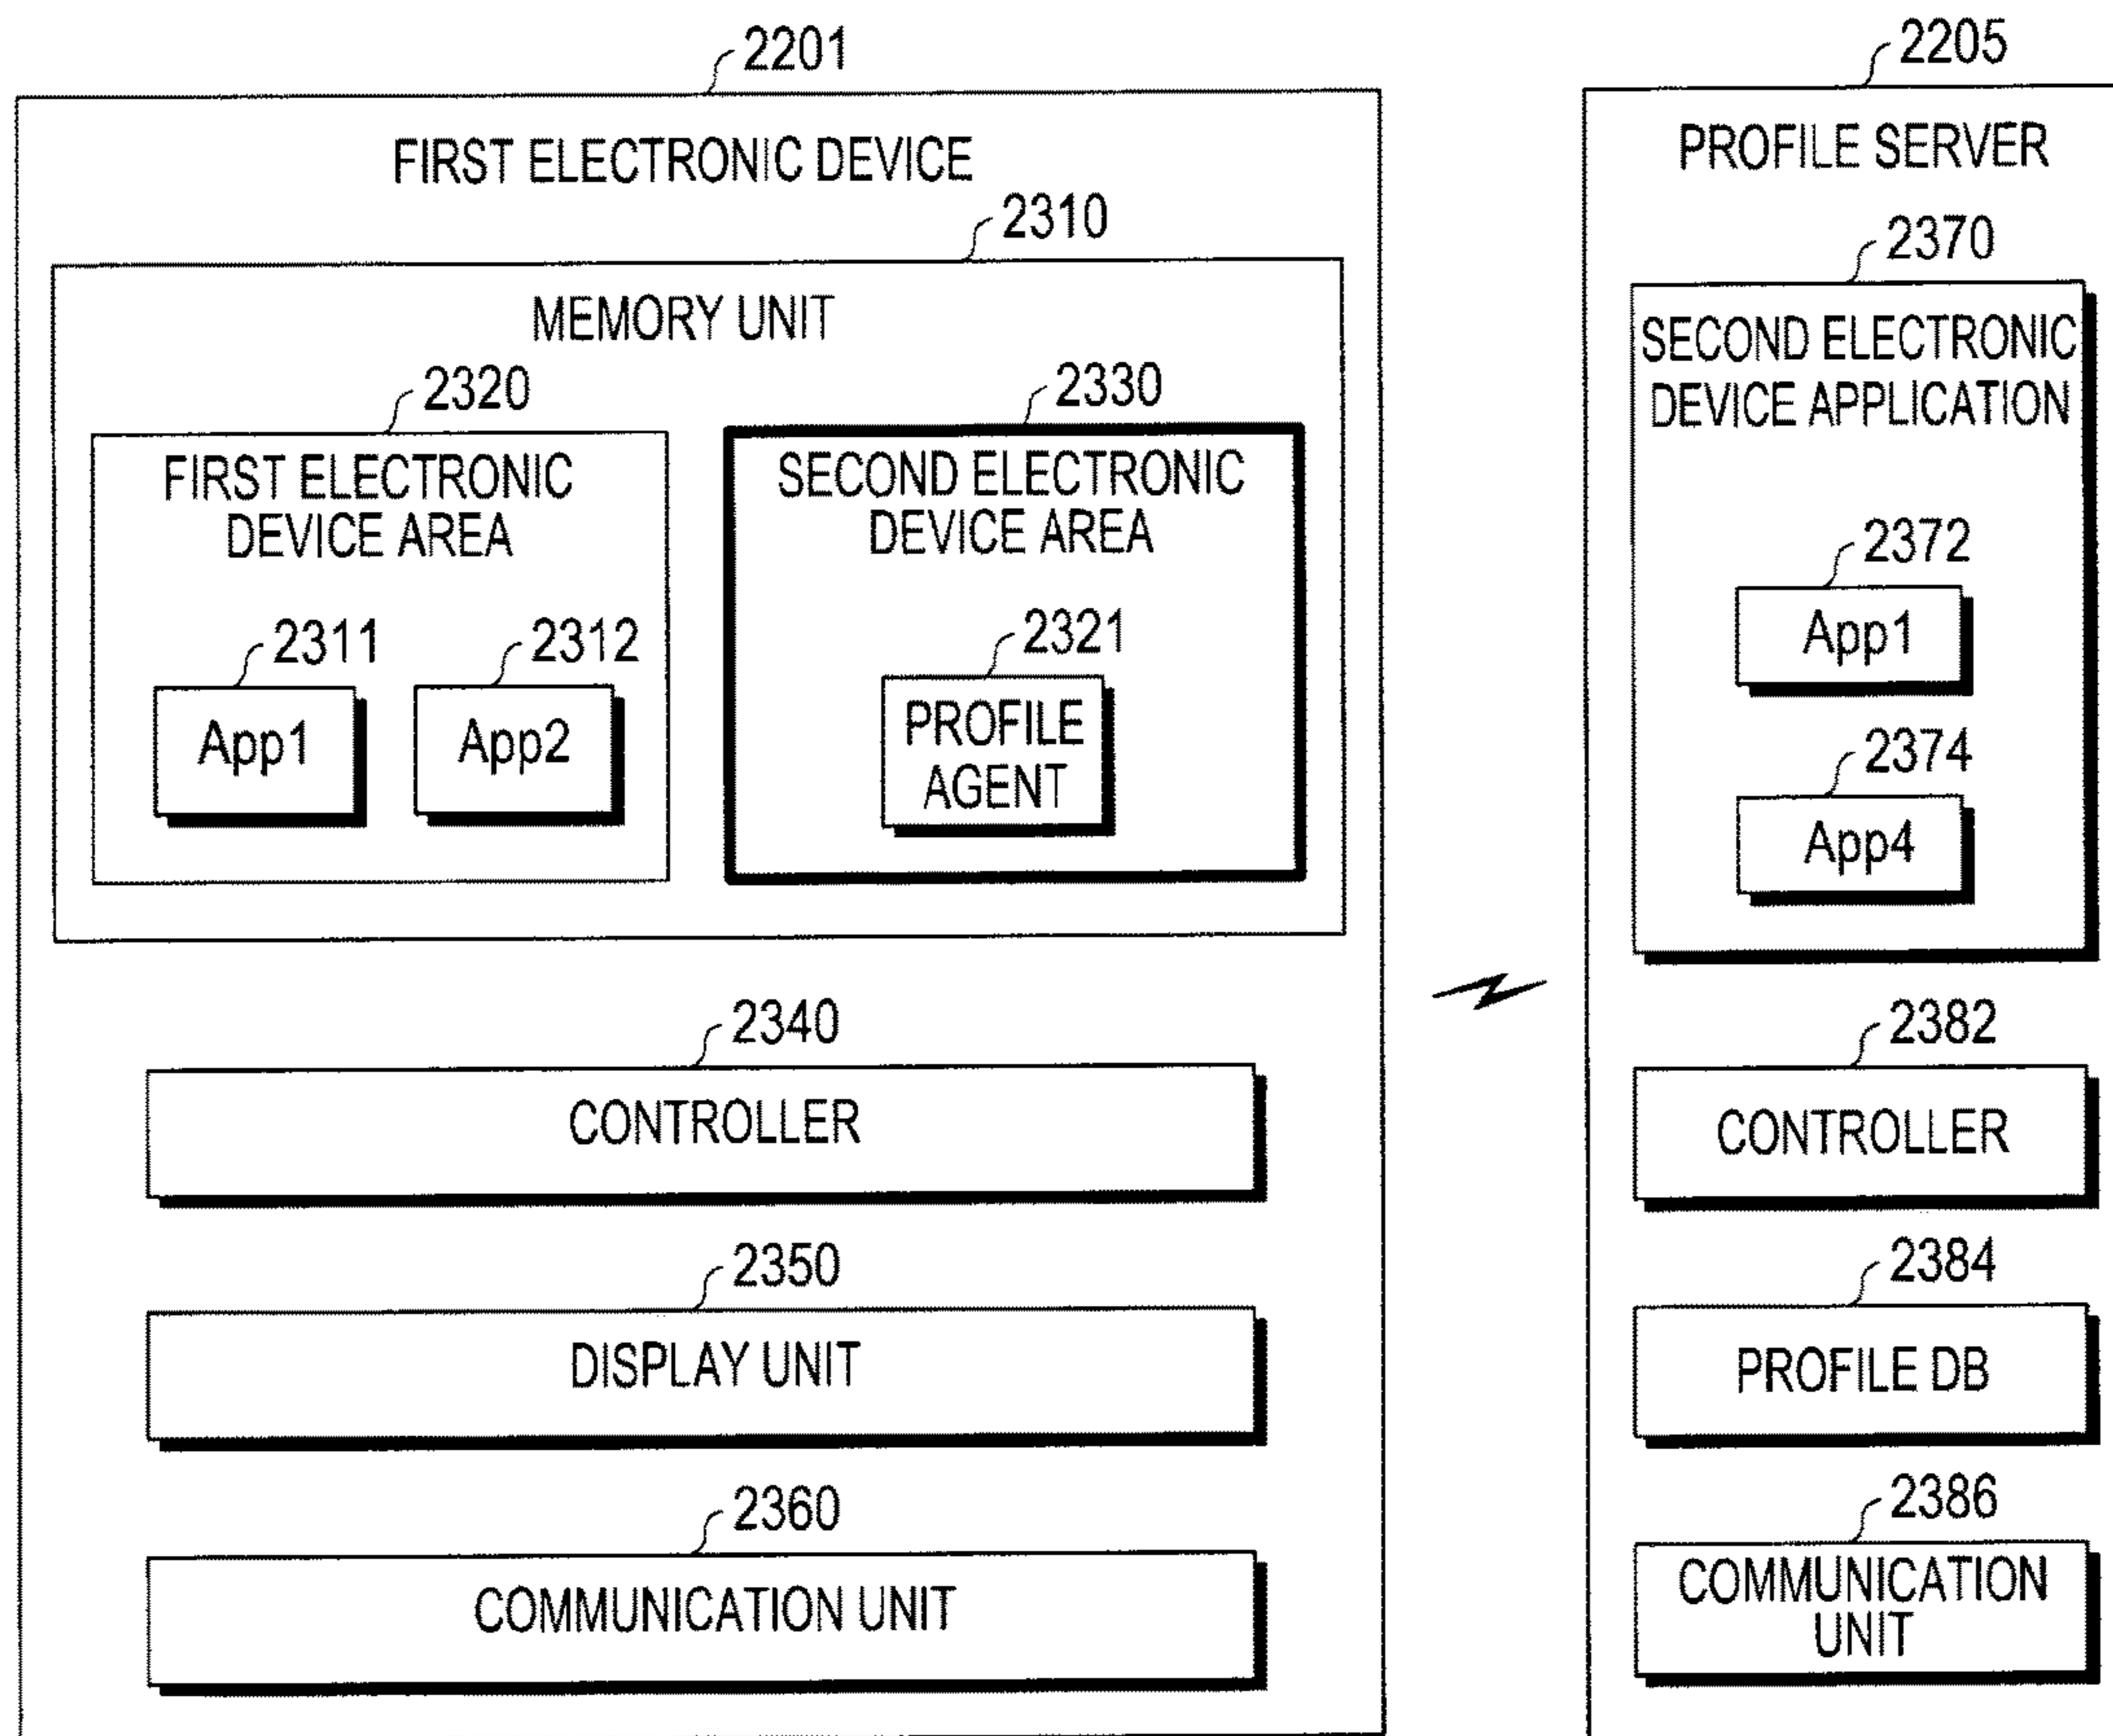 2201
FIRST ELECTRONIC DEVICE
2310
MEMORY UNIT
2320
FIRST ELECTRONIC
DEVICE AREA
2311
App1
2312
App2
2330
SECOND ELECTRONIC
DEVICE AREA
2321
PROFILE
AGENT
2340
CONTROLLER
2350
DISPLAY UNIT
2360
COMMUNICATION UNIT
2205
PROFILE SERVER
2370
SECOND ELECTRONIC
DEVICE APPLICATION
2372
App1
2374
App4
2382
CONTROLLER
2384
PROFILE DB
2386
COMMUNICATION
UNIT